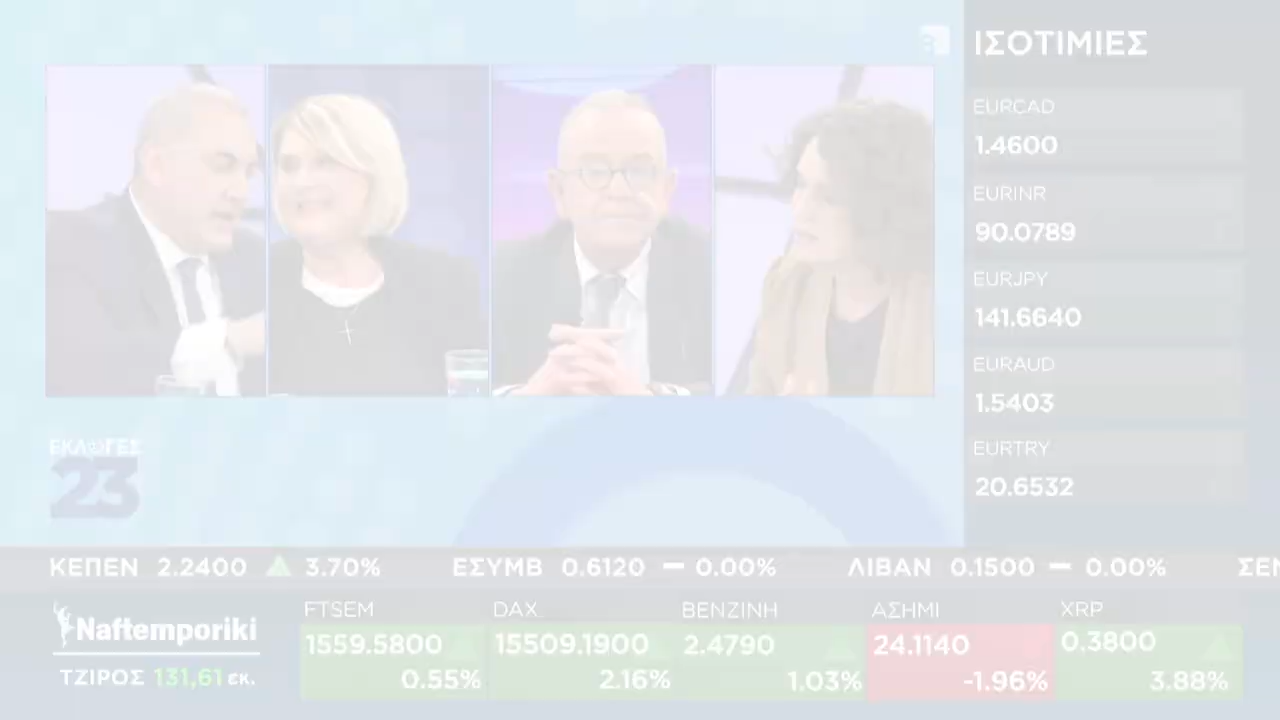 ΙΣΟΤΙΜΙΕΣ
EURCAD
1.4600
EURINR
90.0789
EURJPY
141.6640
EURAUD
1.5403
EURTRY
20.6532
ΕΚΛΟΓΕΣ
23
ΚΕΠΕΝ 2.2400 3.70% ΕΣΥΜΒ 0.6120 0.00% ΛΙΒΑΝ 0.1500 0.00% ΣΕΝ
Naftemporiki
ΤΖΙΡΟΣ 131,61 εκ.
FTSEM
1559.5800
0.55%
DAX
15509.1900
2.16%
ΒΕΝΖΙΝΗ
2.4790
1.03%
ΑΣΗΜΙ
24.1140
-1.96%
XRP
0.3800
3.88%